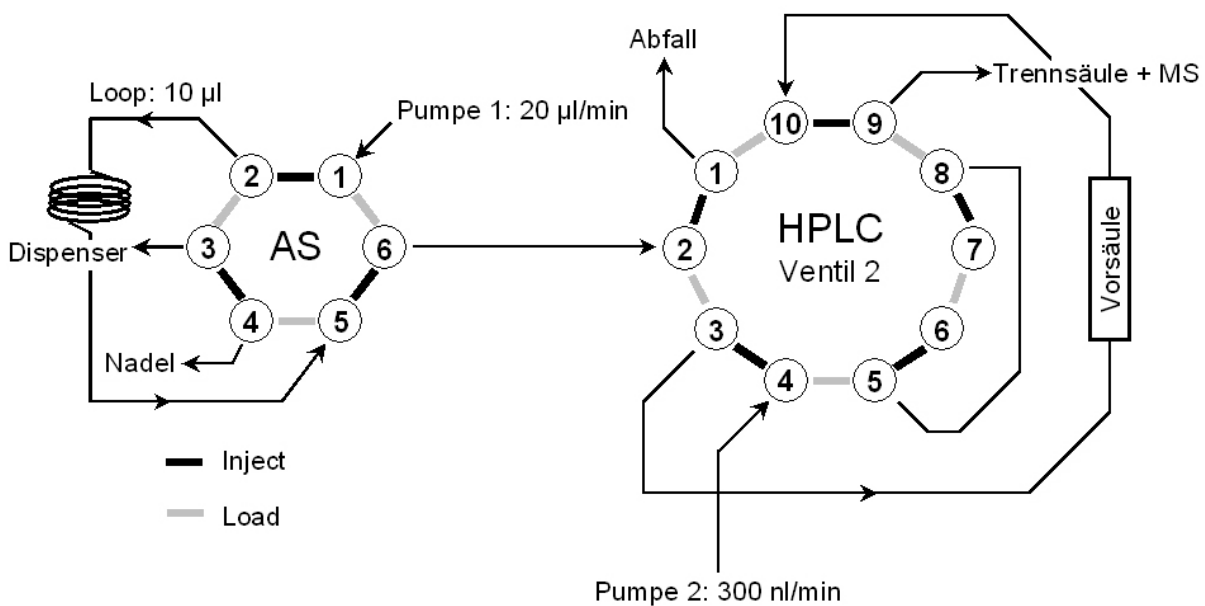 Abfall
Trennsäule + MS
Loop: 10 µl
Pumpe 1: 20 µl/min
10
9
2
1
1
8
3
AS
6
2
HPLC
7
Dispenser
Ventil 2
Vorsäule
4
5
3
6
Nadel
4
5
Inject
Load
Pumpe 2: 300 nl/min